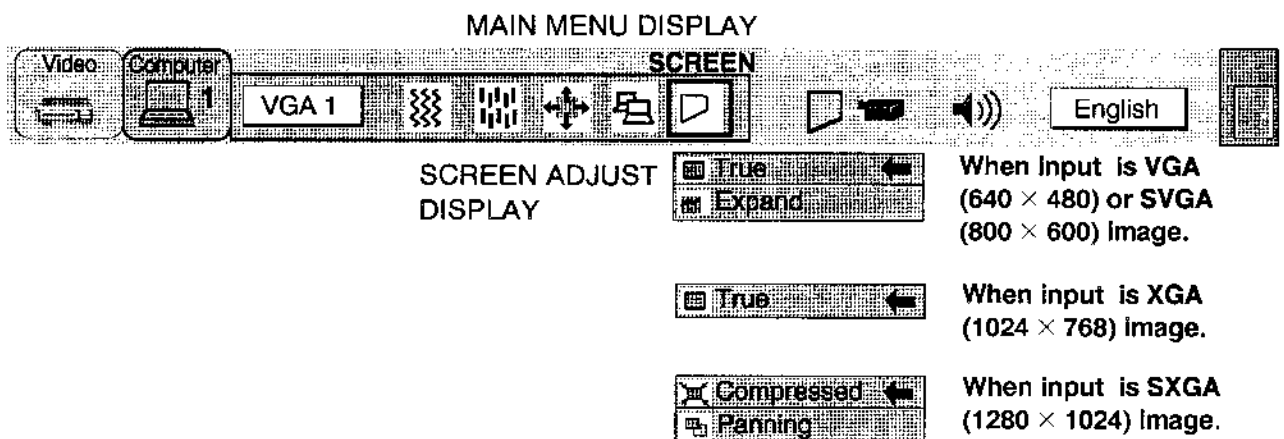 MAIN MENU DISPLAY
Video Computer SCREEN
1 VGA 1 English
SCREEN ADJUST
DISPLAY
True
Expand
When Input is VGA
(640 × 480) or SVGA
(800 × 600) image.
True
When input is XGA
(1024 × 768) image.
Compressed
Panning
When input is SXGA
(1280 × 1024) image.